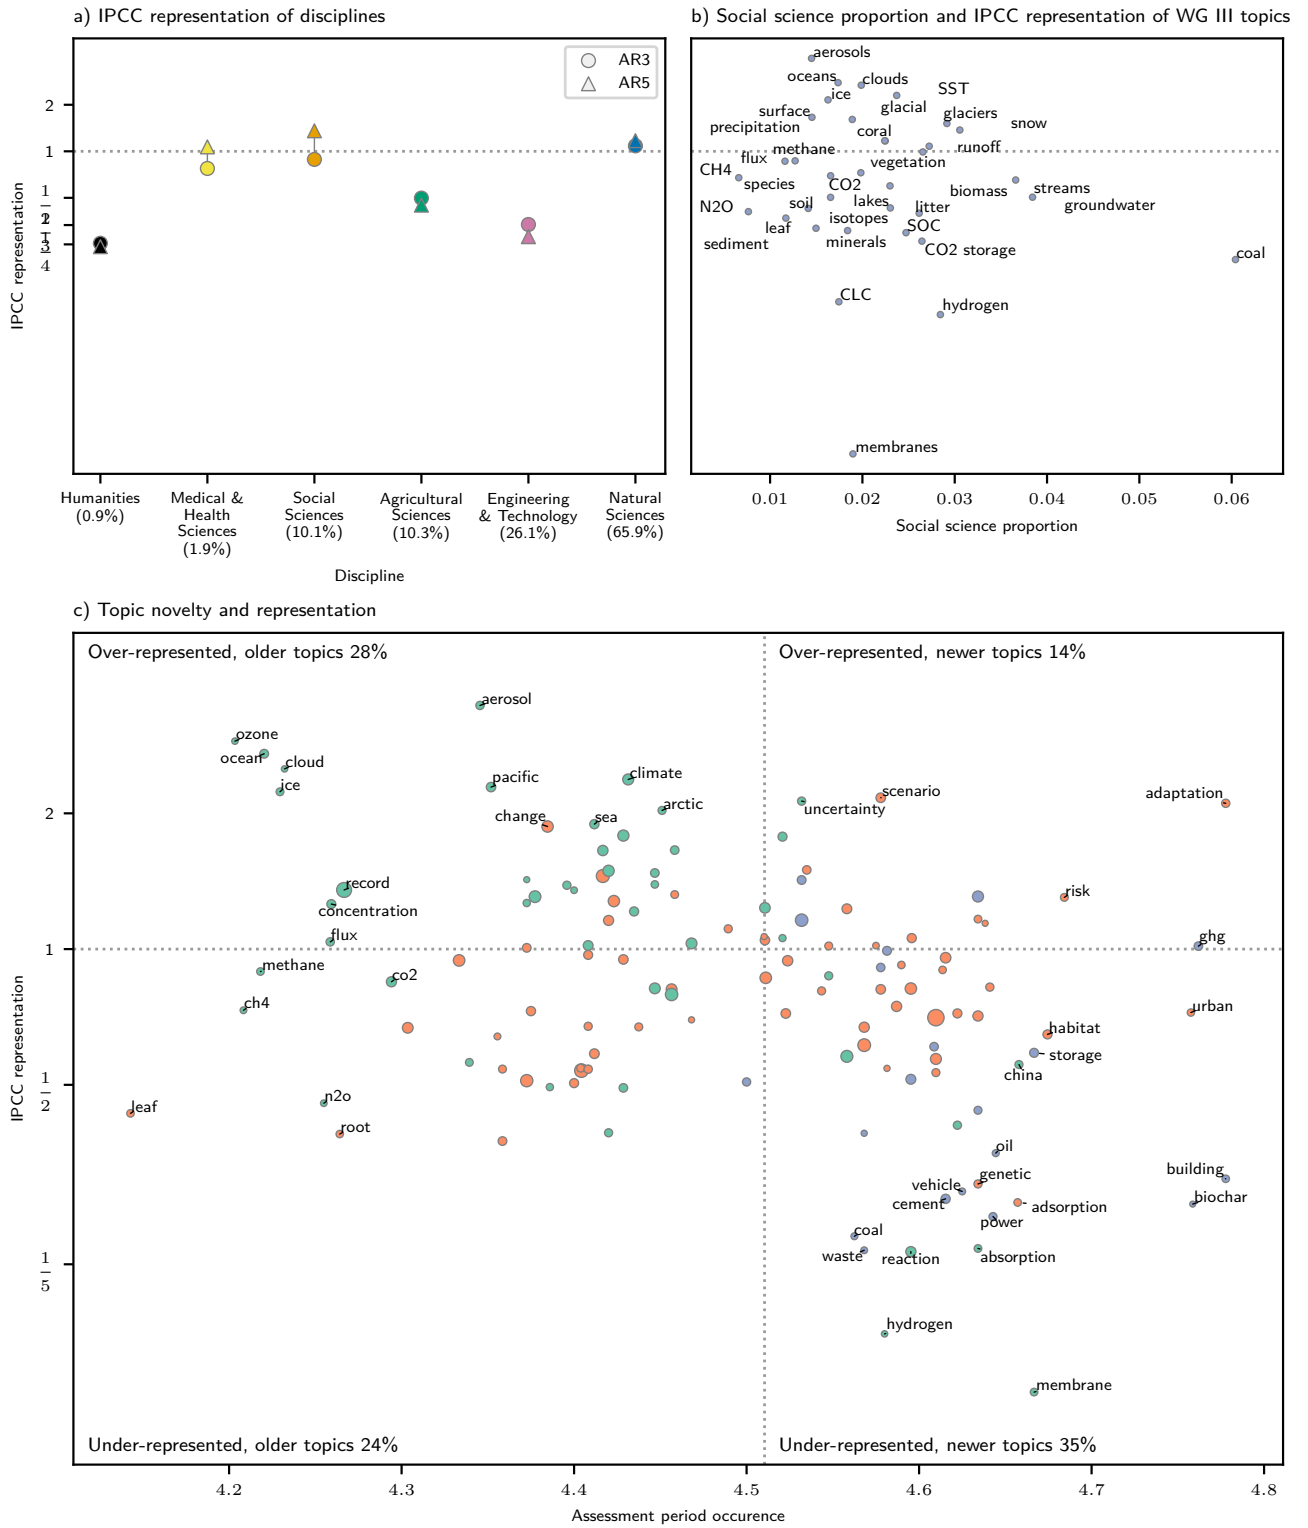 a) IPCC representation of disciplines
AR3
AR5
2
1
1
2
1
3
1
4
IPCC representation
Humanities
(0.9%)
Medical &
Health
Sciences
(1.9%)
Social
Sciences
(10.1%)
Agricultural
Sciences
(10.3%)
Engineering
& Technology
(26.1%)
Natural
Sciences
(65.9%)
Discipline
b) Social science proportion and IPCC representation of WG III topics
aerosols
oceans
clouds
ice
SST
glacial
surface
glaciers
precipitation
coral
snow
methane
runoff
flux
vegetation
CH4
species
CO2
biomass
streams
N2O
soil
lakes
litter
groundwater
leaf
isotopes
SOC
sediment
minerals
CO2 storage
coal
CLC
hydrogen
membranes
0.01
0.02
0.03
0.04
0.05
0.06
Social science proportion
c) Topic novelty and representation
Over-represented, older topics 28%
Over-represented, newer topics 14%
aerosol
ozone
ocean
cloud
ice
pacific
climate
arctic
change
sea
uncertainty
scenario
adaptation
record
concentration
flux
risk
ghg
methane
co2
ch4
urban
habitat
storage
china
leaf
n2o
root
oil
genetic
vehicle
cement
adsorption
power
building
biochar
coal
waste
reaction
absorption
hydrogen
membrane
Under-represented, older topics 24%
Under-represented, newer topics 35%
2
1
1
2
1
5
IPCC representation
4.2
4.3
4.4
4.5
4.6
4.7
4.8
Assessment period occurence